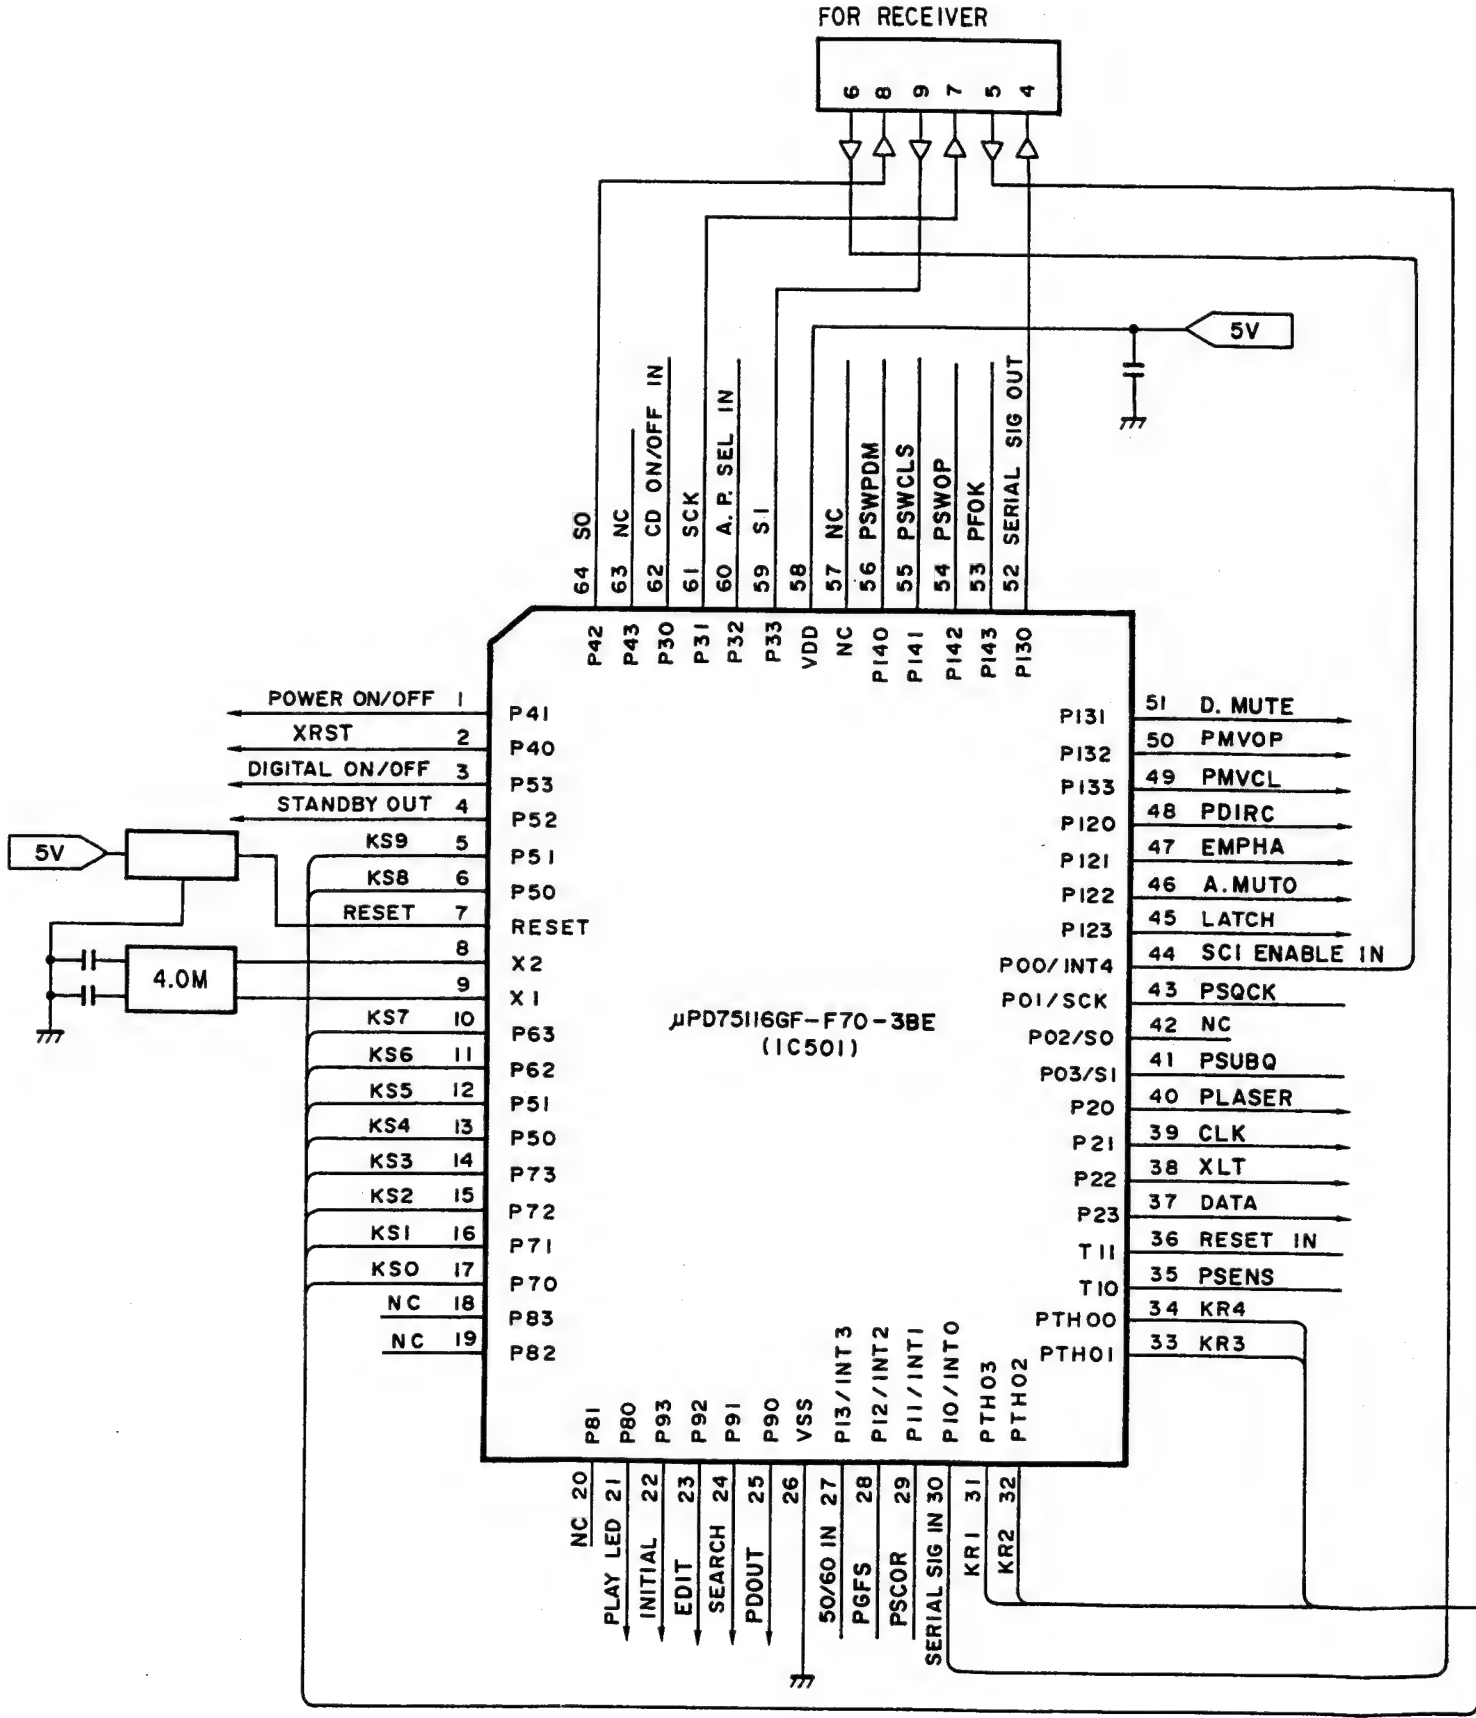 FOR RECEIVER
6 8 9 7 5 4
5V
64 SO
63 NC
62 CD ON/OFF IN
61 SCK
60 A.P. SEL IN
59 SI
58
57 NC
56 PSWPDM
55 PSWCLS
54 PSWOP
53 PFOK
52 SERIAL SIG OUT
P42 P43 P30 P31 P32 P33 VDD NC P140 P141 P142 P143 P130
POWER ON/OFF 1 P41
XRST 2 P40
DIGITAL ON/OFF 3 P53
STANDBY OUT 4 P52
5V
KS9 5 P51
KS8 6 P50
RESET 7 RESET
8 X2
4.0M
9 X1
KS7 10 P63
KS6 11 P62
KS5 12 P51
KS4 13 P50
KS3 14 P73
KS2 15 P72
KS1 16 P71
KS0 17 P70
NC 18 P83
NC 19 P82
μPD75116GF-F70-3BE
(IC501)
P131 51 D. MUTE
P132 50 PMVOP
P133 49 PMVCL
P120 48 PDIRC
P121 47 EMPHA
P122 46 A.MUTO
P123 45 LATCH
P00/INT4 44 SCI ENABLE IN
P01/SCK 43 PSQCK
P02/SO 42 NC
P03/SI 41 PSUBQ
P20 40 PLASER
P21 39 CLK
P22 38 XLT
P23 37 DATA
T11 36 RESET IN
T10 35 PSENS
PTH00 34 KR4
PTH01 33 KR3
P81 P80 P93 P92 P91 P90 VSS P13/INT3 P12/INT2 P11/INT1 P10/INT0 PTH03 PTH02
NC 20
PLAY LED 21
INITIAL 22
EDIT 23
SEARCH 24
PDOUT 25
26
50/60 IN 27
PGFS 28
PSCOR 29
SERIAL SIG IN 30
KR1 31
KR2 32